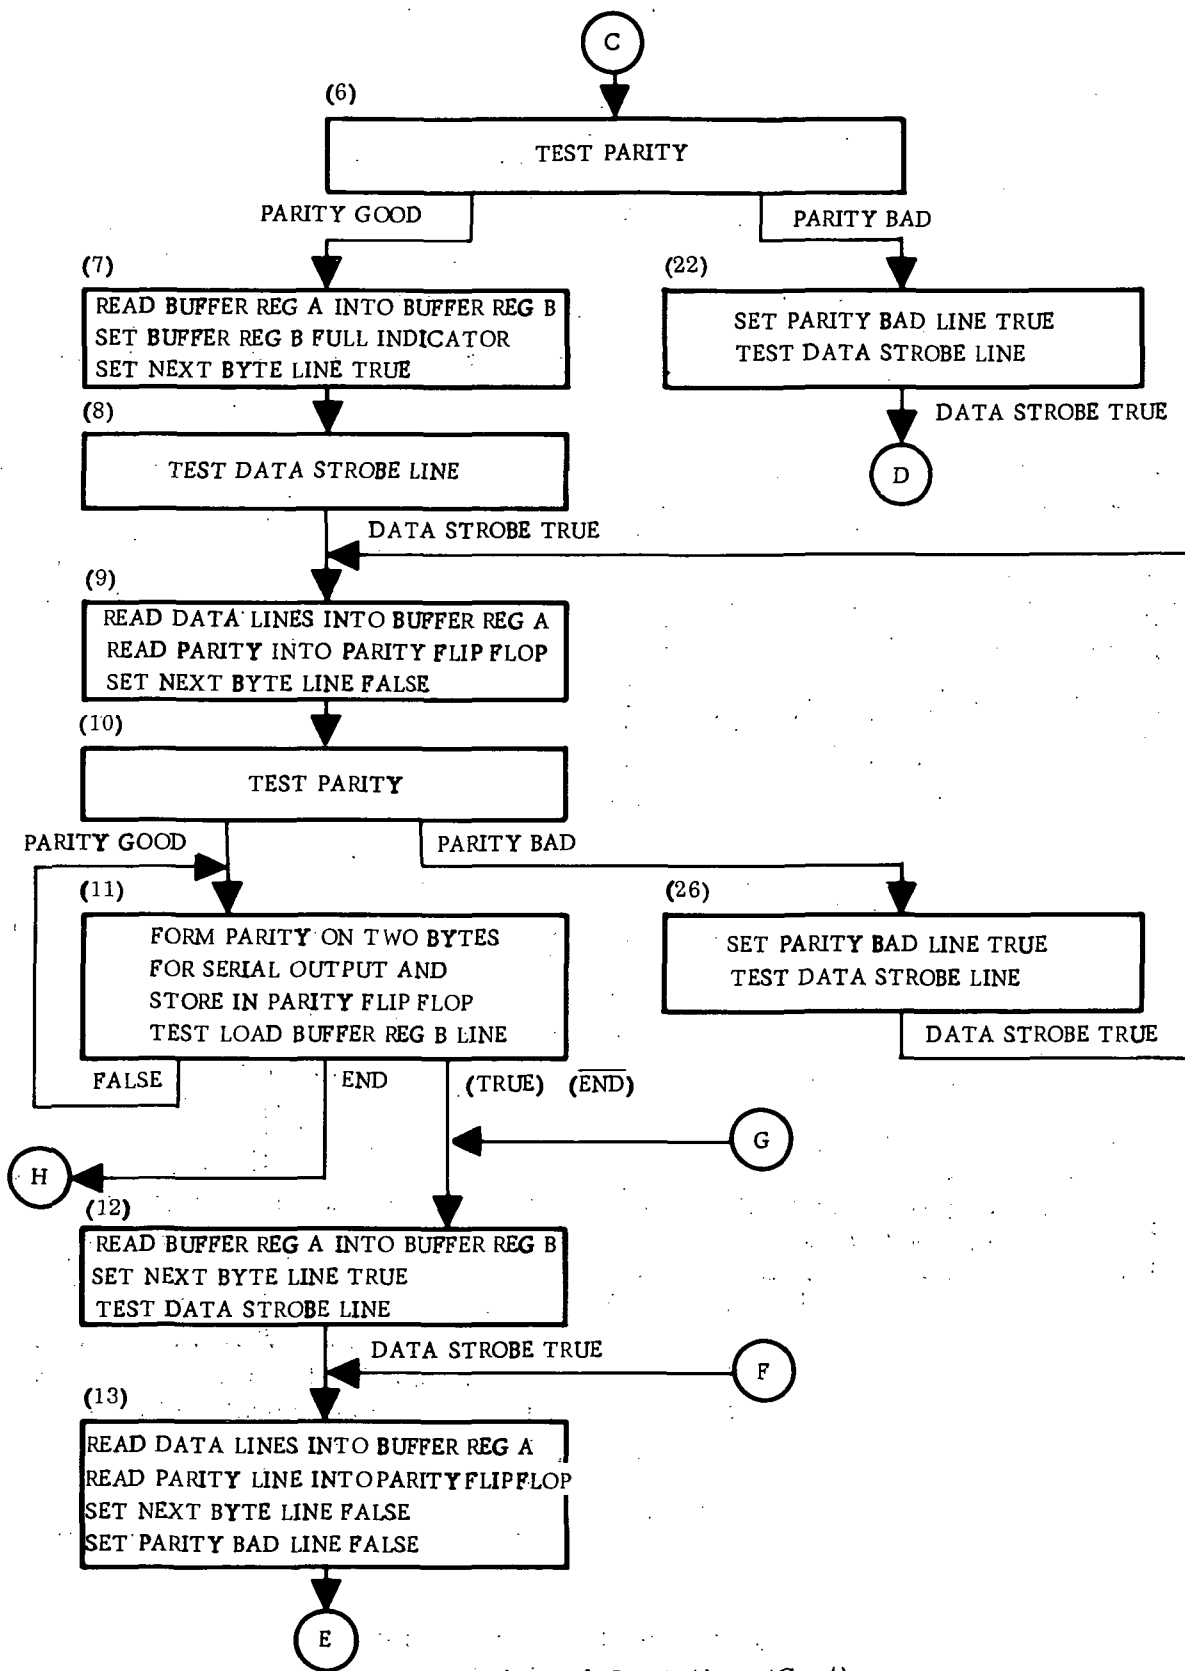 C
(6)
TEST PARITY
PARITY GOOD
PARITY BAD
(7)
READ BUFFER REG A INTO BUFFER REG B
SET BUFFER REG B FULL INDICATOR
SET NEXT BYTE LINE TRUE
(22)
SET PARITY BAD LINE TRUE
TEST DATA STROBE LINE
DATA STROBE TRUE
D
(8)
TEST DATA STROBE LINE
DATA STROBE TRUE
(9)
READ DATA LINES INTO BUFFER REG A
READ PARITY INTO PARITY FLIP FLOP
SET NEXT BYTE LINE FALSE
(10)
TEST PARITY
PARITY GOOD
PARITY BAD
(11)
FORM PARITY ON TWO BYTES
FOR SERIAL OUTPUT AND
STORE IN PARITY FLIP FLOP
TEST LOAD BUFFER REG B LINE
(26)
SET PARITY BAD LINE TRUE
TEST DATA STROBE LINE
DATA STROBE TRUE
FALSE
END
(TRUE) (E̅N̅D̅)
G
H
(12)
READ BUFFER REG A INTO BUFFER REG B
SET NEXT BYTE LINE TRUE
TEST DATA STROBE LINE
DATA STROBE TRUE
F
(13)
READ DATA LINES INTO BUFFER REG A
READ PARITY LINE INTO PARITY FLIP FLOP
SET NEXT BYTE LINE FALSE
SET PARITY BAD LINE FALSE
E